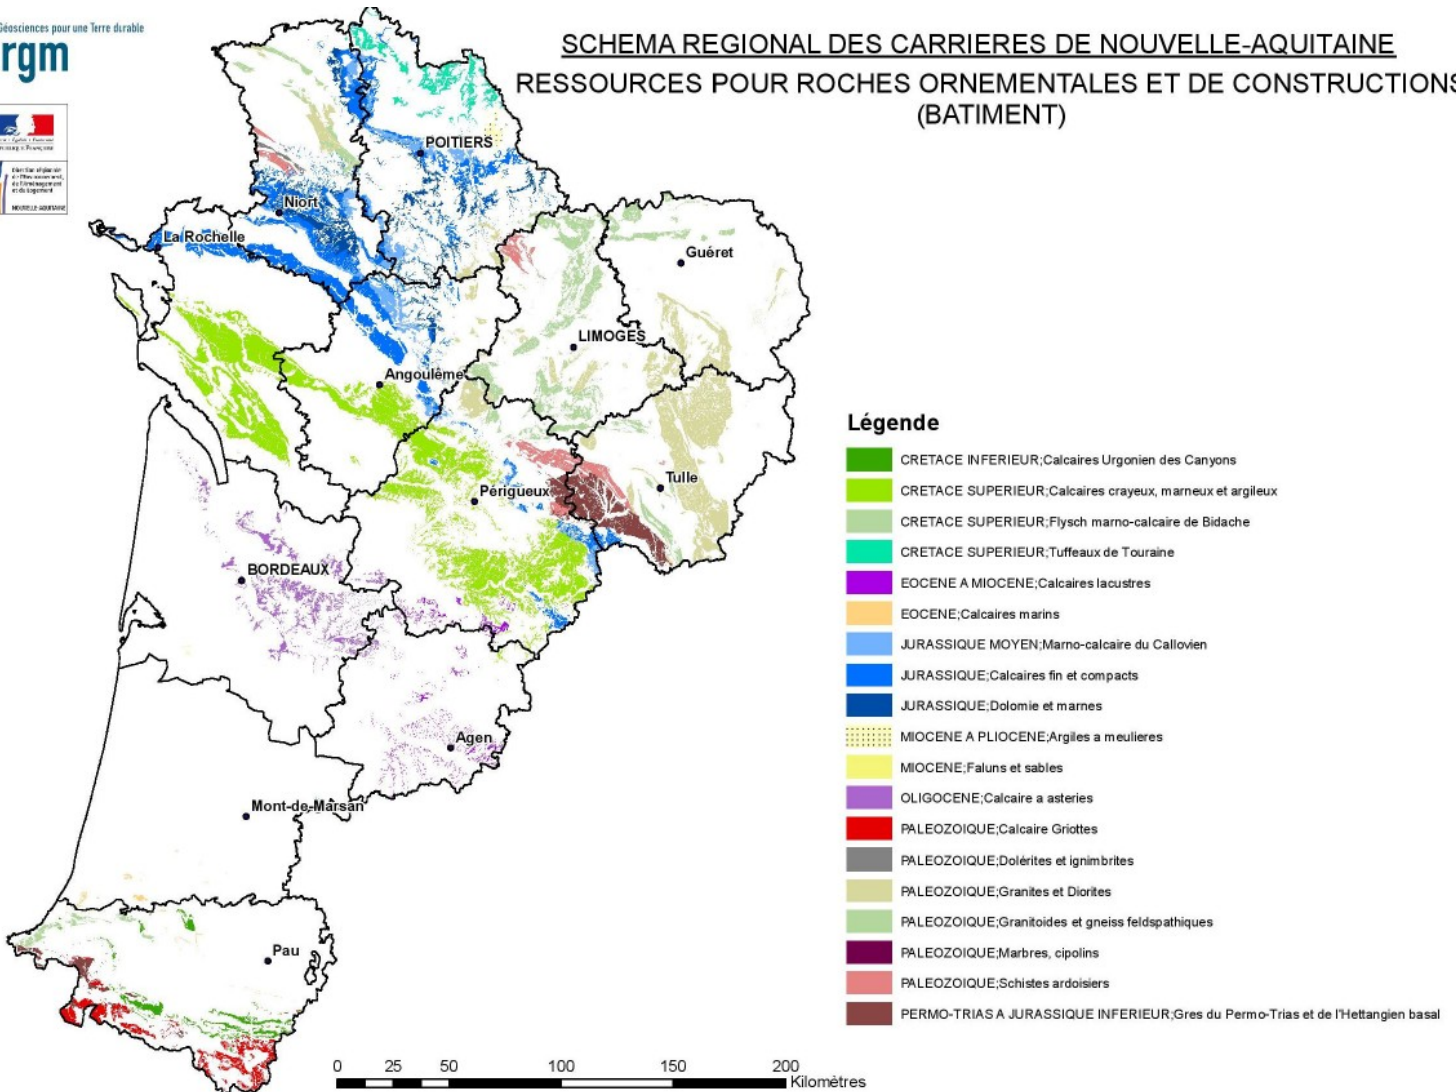 Géosciences pour une Terre durable
rgm
SCHEMA REGIONAL DES CARRIERES DE NOUVELLE-AQUITAINE
RESSOURCES POUR ROCHES ORNEMENTALES ET DE CONSTRUCTIONS
(BATIMENT)
NOUVELLE-AQUITAINE
POITIERS
Niort
La Rochelle
Guéret
LIMOGES
Angoulême
Tulle
Périgueux
BORDEAUX
Agen
Mont-de-Marsan
Pau
Légende
CRETACE INFERIEUR;Calcaires Urgonien des Canyons
CRETACE SUPERIEUR;Calcaires crayeux, marneux et argileux
CRETACE SUPERIEUR;Flysch marno-calcaire de Bidache
CRETACE SUPERIEUR;Tuffeaux de Touraine
EOCENE A MIOCENE;Calcaires lacustres
EOCENE;Calcaires marins
JURASSIQUE MOYEN;Marno-calcaire du Callovien
JURASSIQUE;Calcaires fin et compacts
JURASSIQUE;Dolomie et marnes
MIOCENE A PLIOCENE;Argiles a meulieres
MIOCENE;Faluns et sables
OLIGOCENE;Calcaire a asteries
PALEOZOIQUE;Calcaire Griottes
PALEOZOIQUE;Dolérites et ignimbrites
PALEOZOIQUE;Granites et Diorites
PALEOZOIQUE;Granitoides et gneiss feldspathiques
PALEOZOIQUE;Marbres, cipolins
PALEOZOIQUE;Schistes ardoisiers
PERMO-TRIAS A JURASSIQUE INFERIEUR;Gres du Permo-Trias et de l'Hettangien basal
0 25 50 100 150 200
Kilomètres